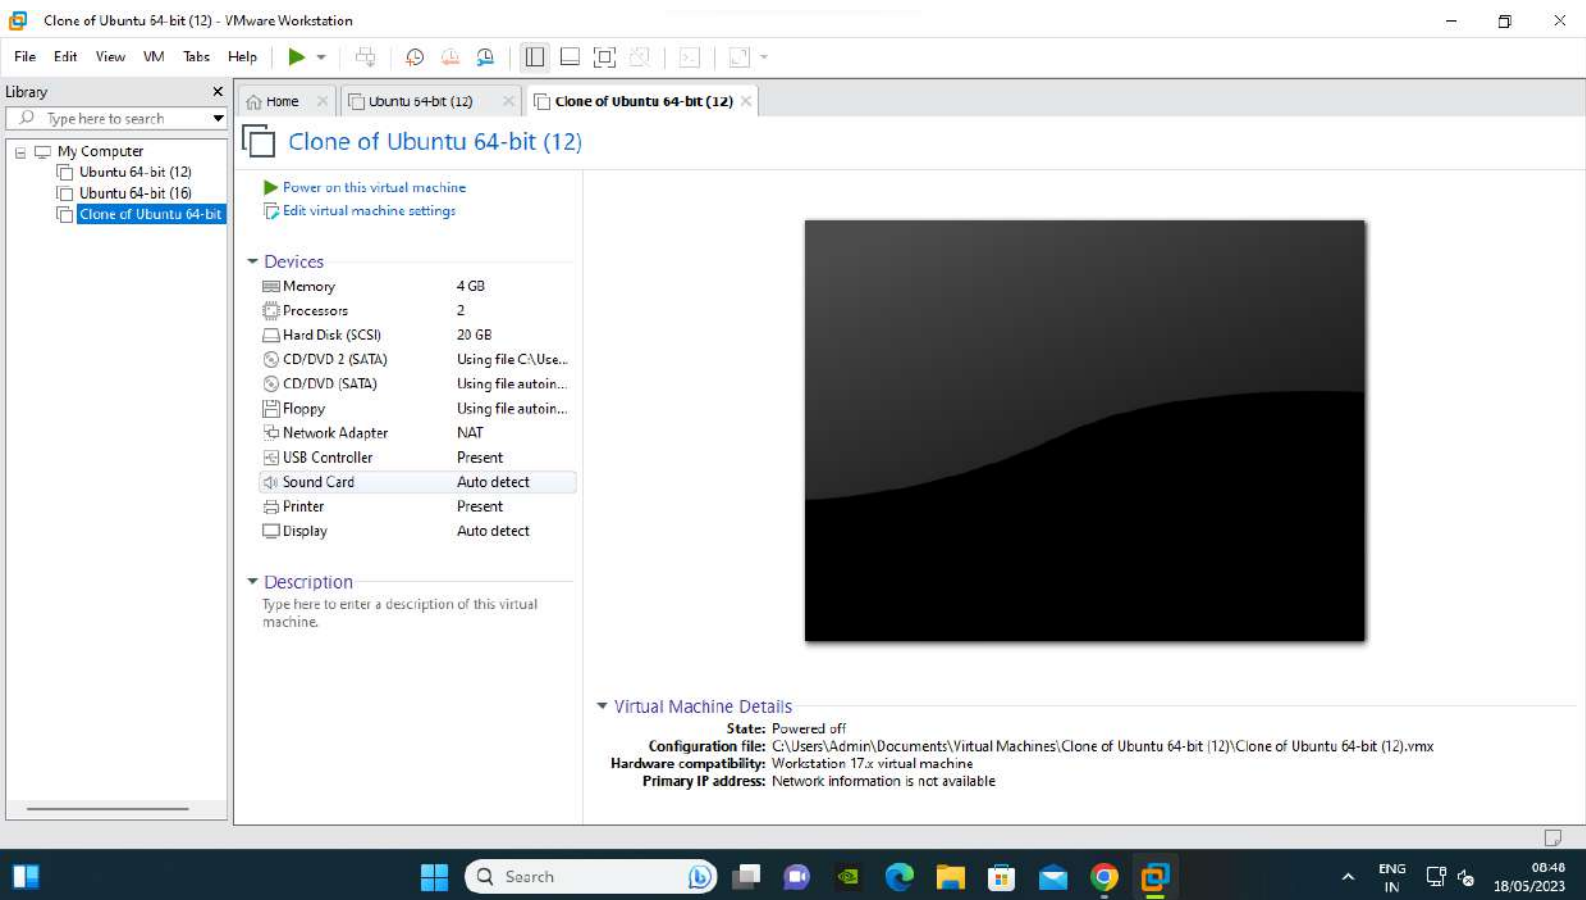 Clone of Ubuntu 64-bit (12) - VMware Workstation
File Edit View VM Tabs Help
Library
Type here to search
My Computer
Ubuntu 64-bit (12)
Ubuntu 64-bit (16)
Clone of Ubuntu 64-bit
Home
Ubuntu 64-bit (12)
Clone of Ubuntu 64-bit (12)
Clone of Ubuntu 64-bit (12)
Power on this virtual machine
Edit virtual machine settings
Devices
Memory 4 GB
Processors 2
Hard Disk (SCSI) 20 GB
CD/DVD 2 (SATA) Using file C:\Use...
CD/DVD (SATA) Using file autoin...
Floppy Using file autoin...
Network Adapter NAT
USB Controller Present
Sound Card Auto detect
Printer Present
Display Auto detect
Description
Type here to enter a description of this virtual
machine.
Virtual Machine Details
State: Powered off
Configuration file: C:\Users\Admin\Documents\Virtual Machines\Clone of Ubuntu 64-bit (12)\Clone of Ubuntu 64-bit (12).vmx
Hardware compatibility: Workstation 17.x virtual machine
Primary IP address: Network information is not available
Search
ENG
IN
08:48
18/05/2023